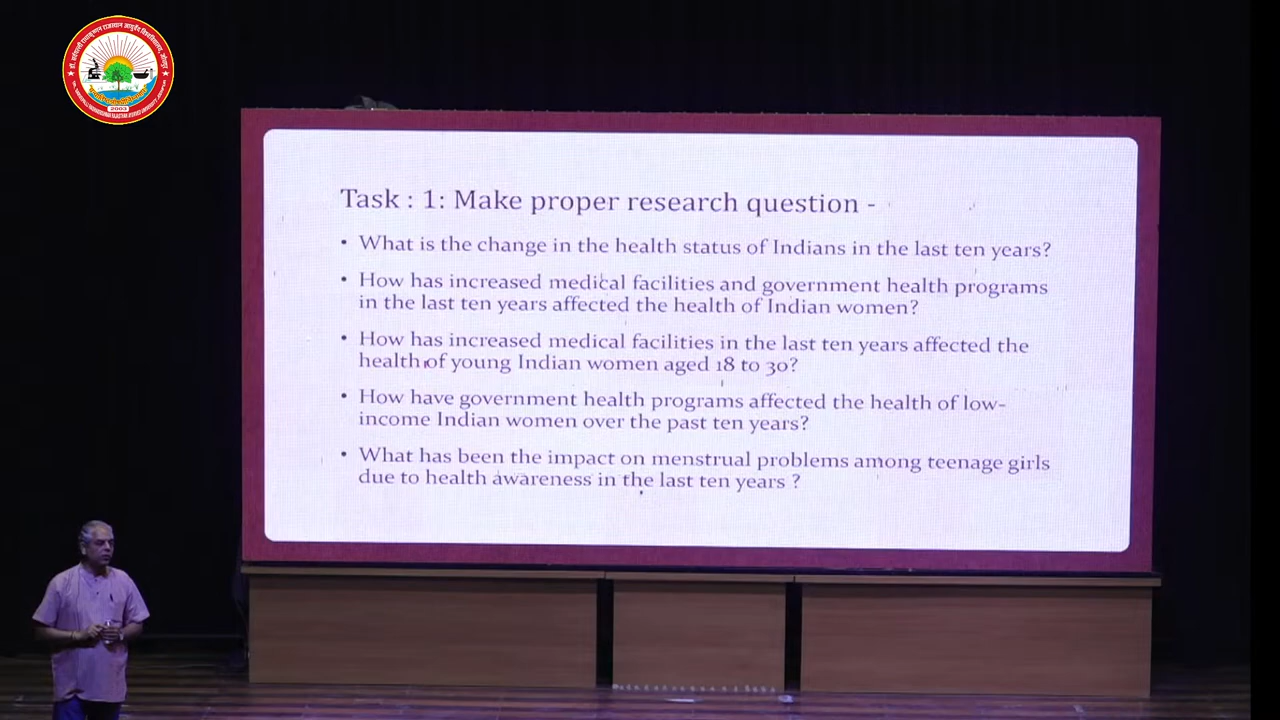 2003
Task : 1: Make proper research question -
• What is the change in the health status of Indians in the last ten years?
• How has increased medical facilities and government health programs
in the last ten years affected the health of Indian women?
• How has increased medical facilities in the last ten years affected the
health of young Indian women aged 18 to 30?
• How have government health programs affected the health of low-
income Indian women over the past ten years?
• What has been the impact on menstrual problems among teenage girls
due to health awareness in the last ten years ?